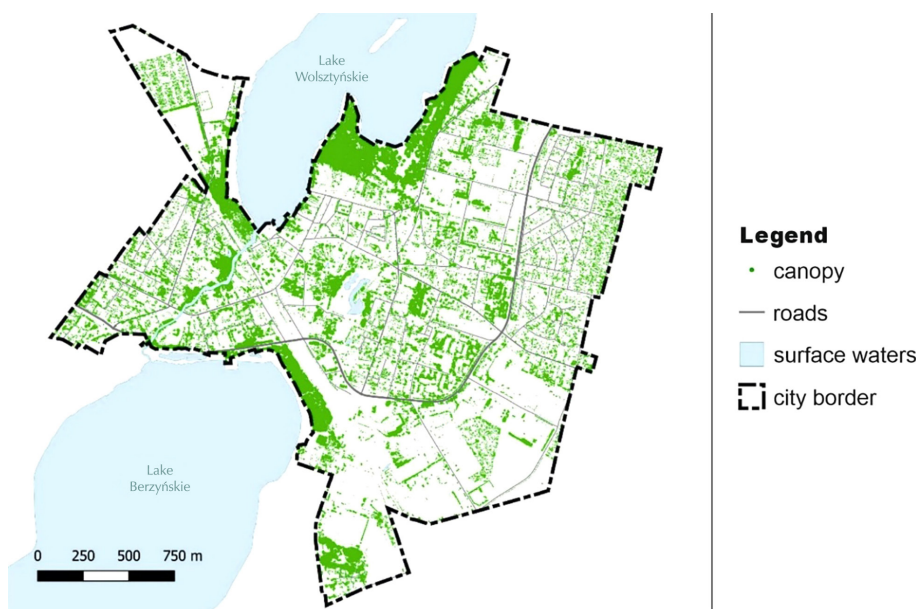 Lake
Wolsztyńskie
Legend
canopy
roads
surface waters
city border
Lake
Berzyńskie
0 250 500 750 m